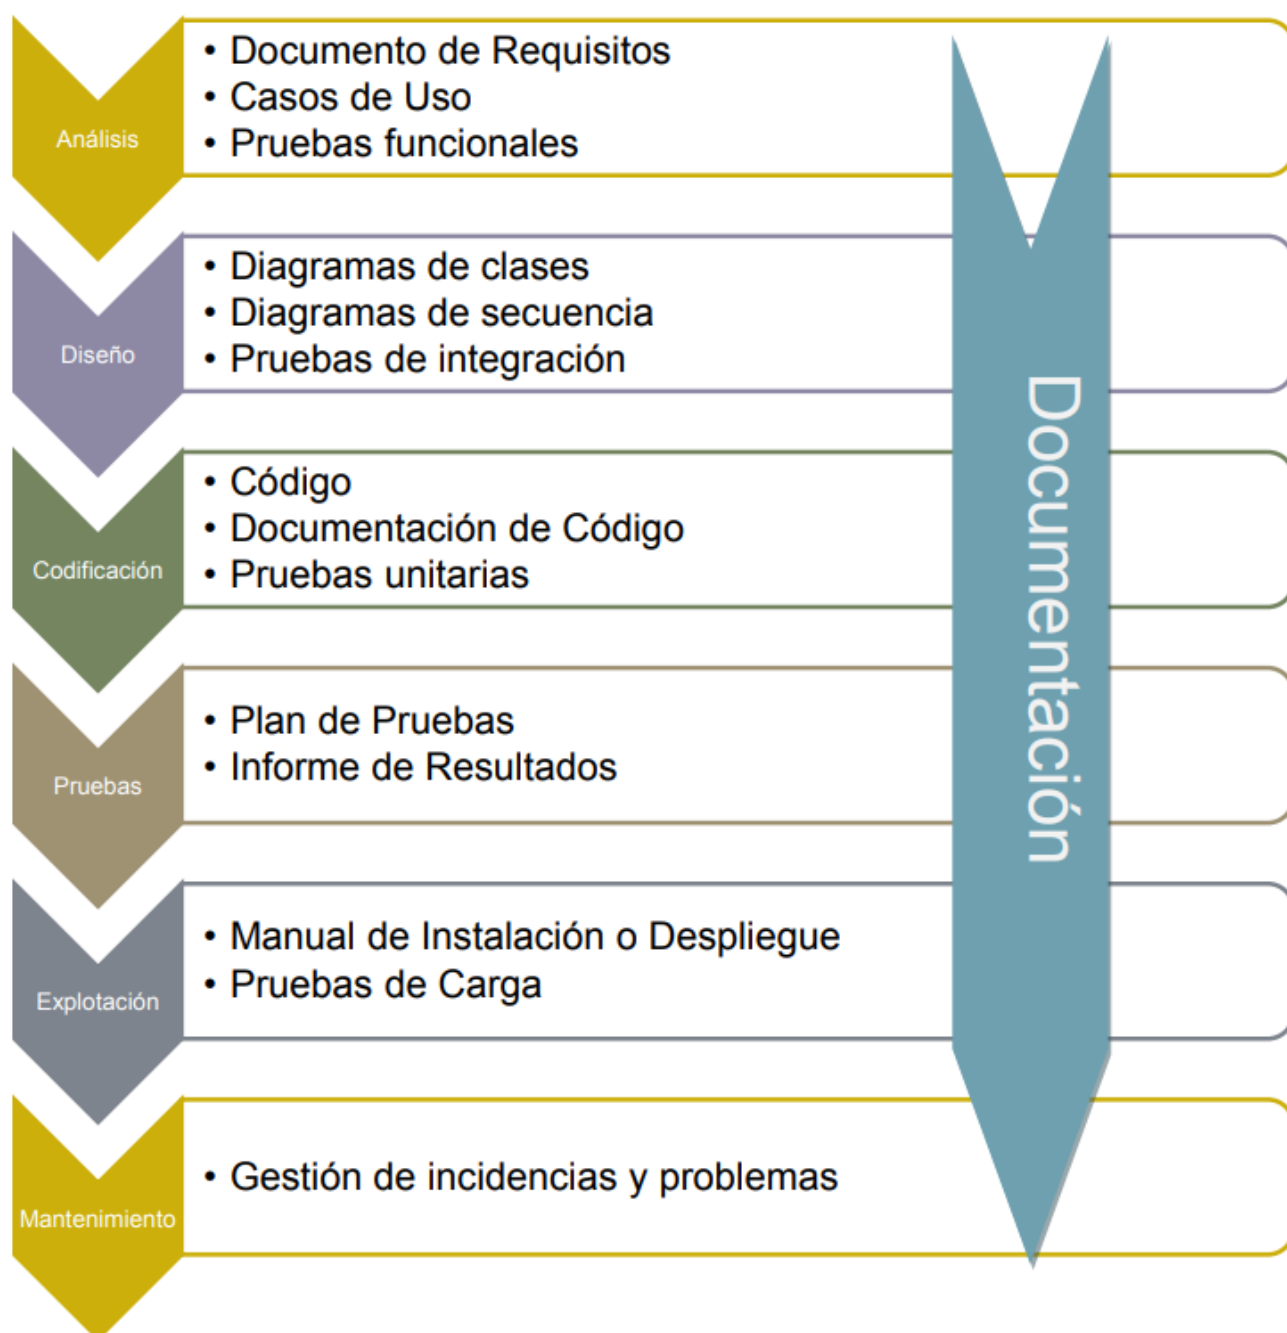 Análisis
• Documento de Requisitos
• Casos de Uso
• Pruebas funcionales
Diseño
• Diagramas de clases
• Diagramas de secuencia
• Pruebas de integración
Codificación
• Código
• Documentación de Código
• Pruebas unitarias
Pruebas
• Plan de Pruebas
• Informe de Resultados
Explotación
• Manual de Instalación o Despliegue
• Pruebas de Carga
Mantenimiento
• Gestión de incidencias y problemas
Documentación